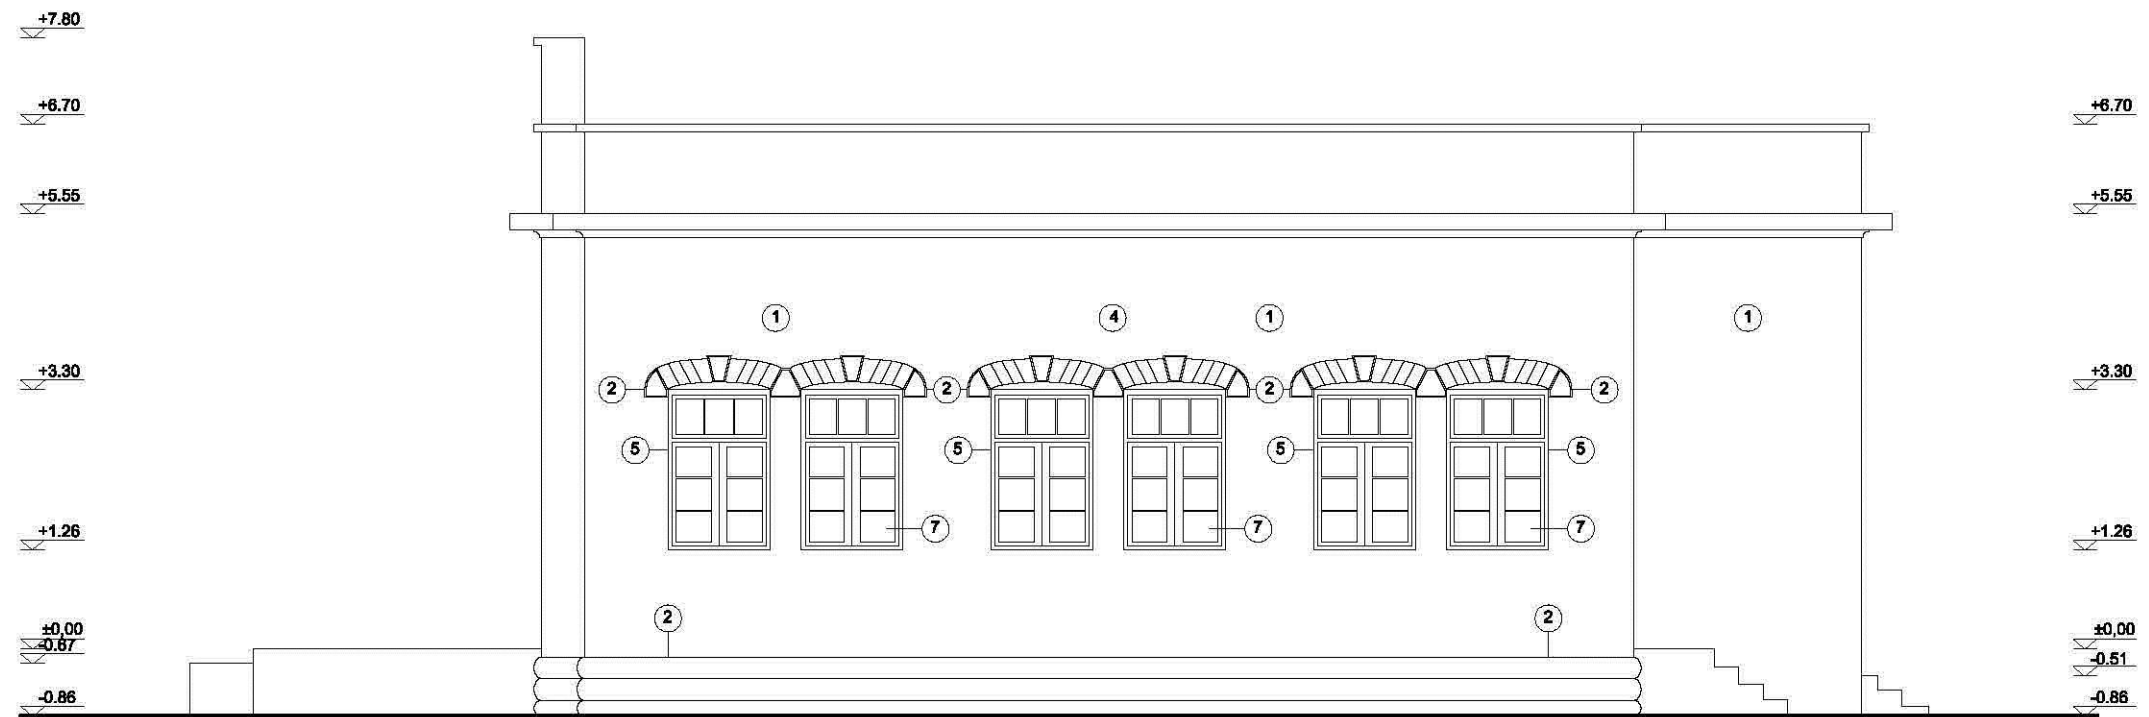 +7.80
+6.70 +6.70
+5.55 +5.55
1 4 1 1
+3.30 +3.30
2 2 2 2
5 5 5 5
7 7 7
+1.26 +1.26
2 2
±0,00 ±0,00
-0.67 -0.51
-0.86 -0.86